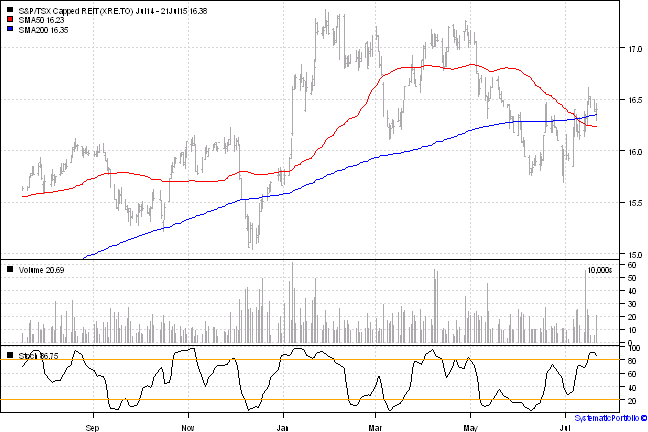 S&P/TSX Capped REIT(XRE.TO) Jul14 - 21Jul15 16.38
SMA50 16.23
SMA200 16.35
17.0
16.5
16.0
15.5
15.0
Volume 20.69
10,000s
60
50
40
30
20
10
0
Stoch 86.75
100
80
60
40
20
Sep
Nov
Jan
Mar
May
Jul
SystematicPortfolio ©